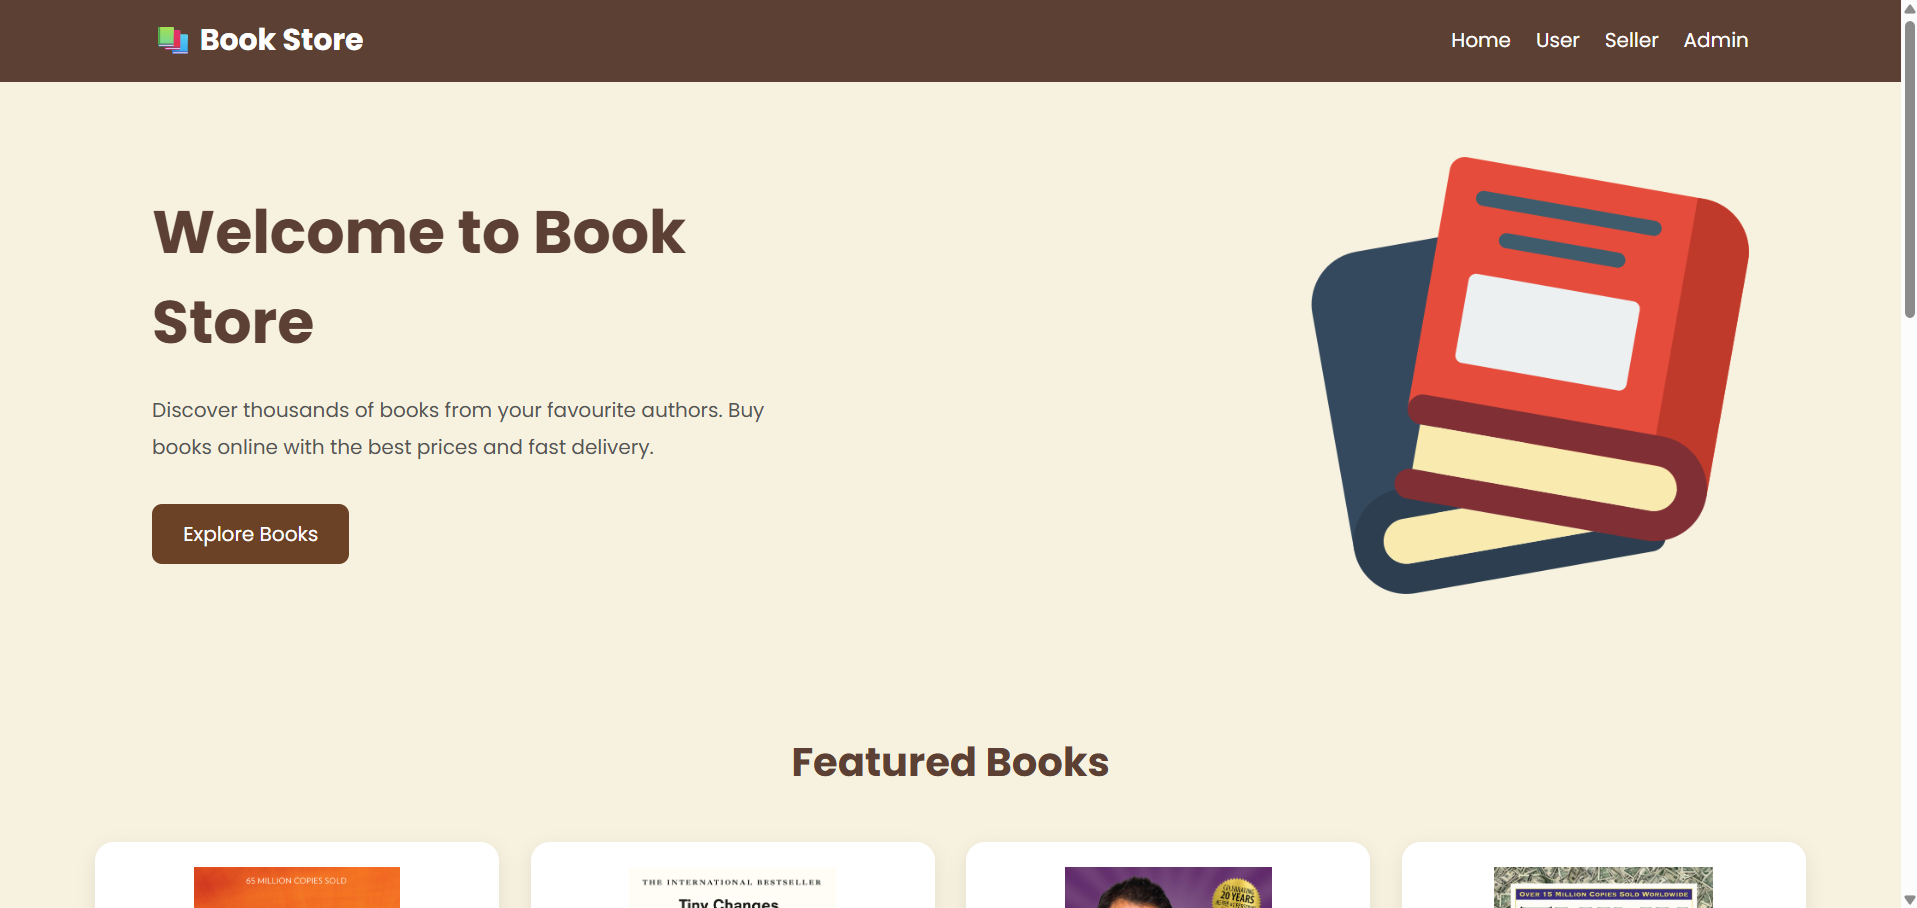 Book Store
Home User Seller Admin
Welcome to Book
Store
Discover thousands of books from your favourite authors. Buy
books online with the best prices and fast delivery.
Explore Books
Featured Books
65 MILLION COPIES SOLD
THE INTERNATIONAL BESTSELLER
Tiny Changes
CELEBRATING
20 YEARS
OVER 15 MILLION COPIES SOLD WORLDWIDE